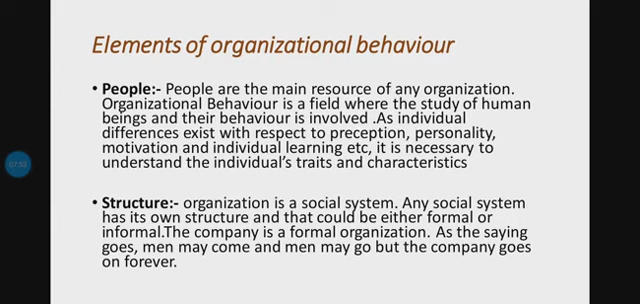 Elements of organizational behaviour
• People:- People are the main resource of any organization.
Organizational Behaviour is a field where the study of human
beings and their behaviour is involved .As individual
differences exist with respect to preception, personality,
motivation and individual learning etc, it is necessary to
understand the individual's traits and characteristics
07:53
• Structure:- organization is a social system. Any social system
has its own structure and that could be either formal or
informal.The company is a formal organization. As the saying
goes, men may come and men may go but the company goes
on forever.